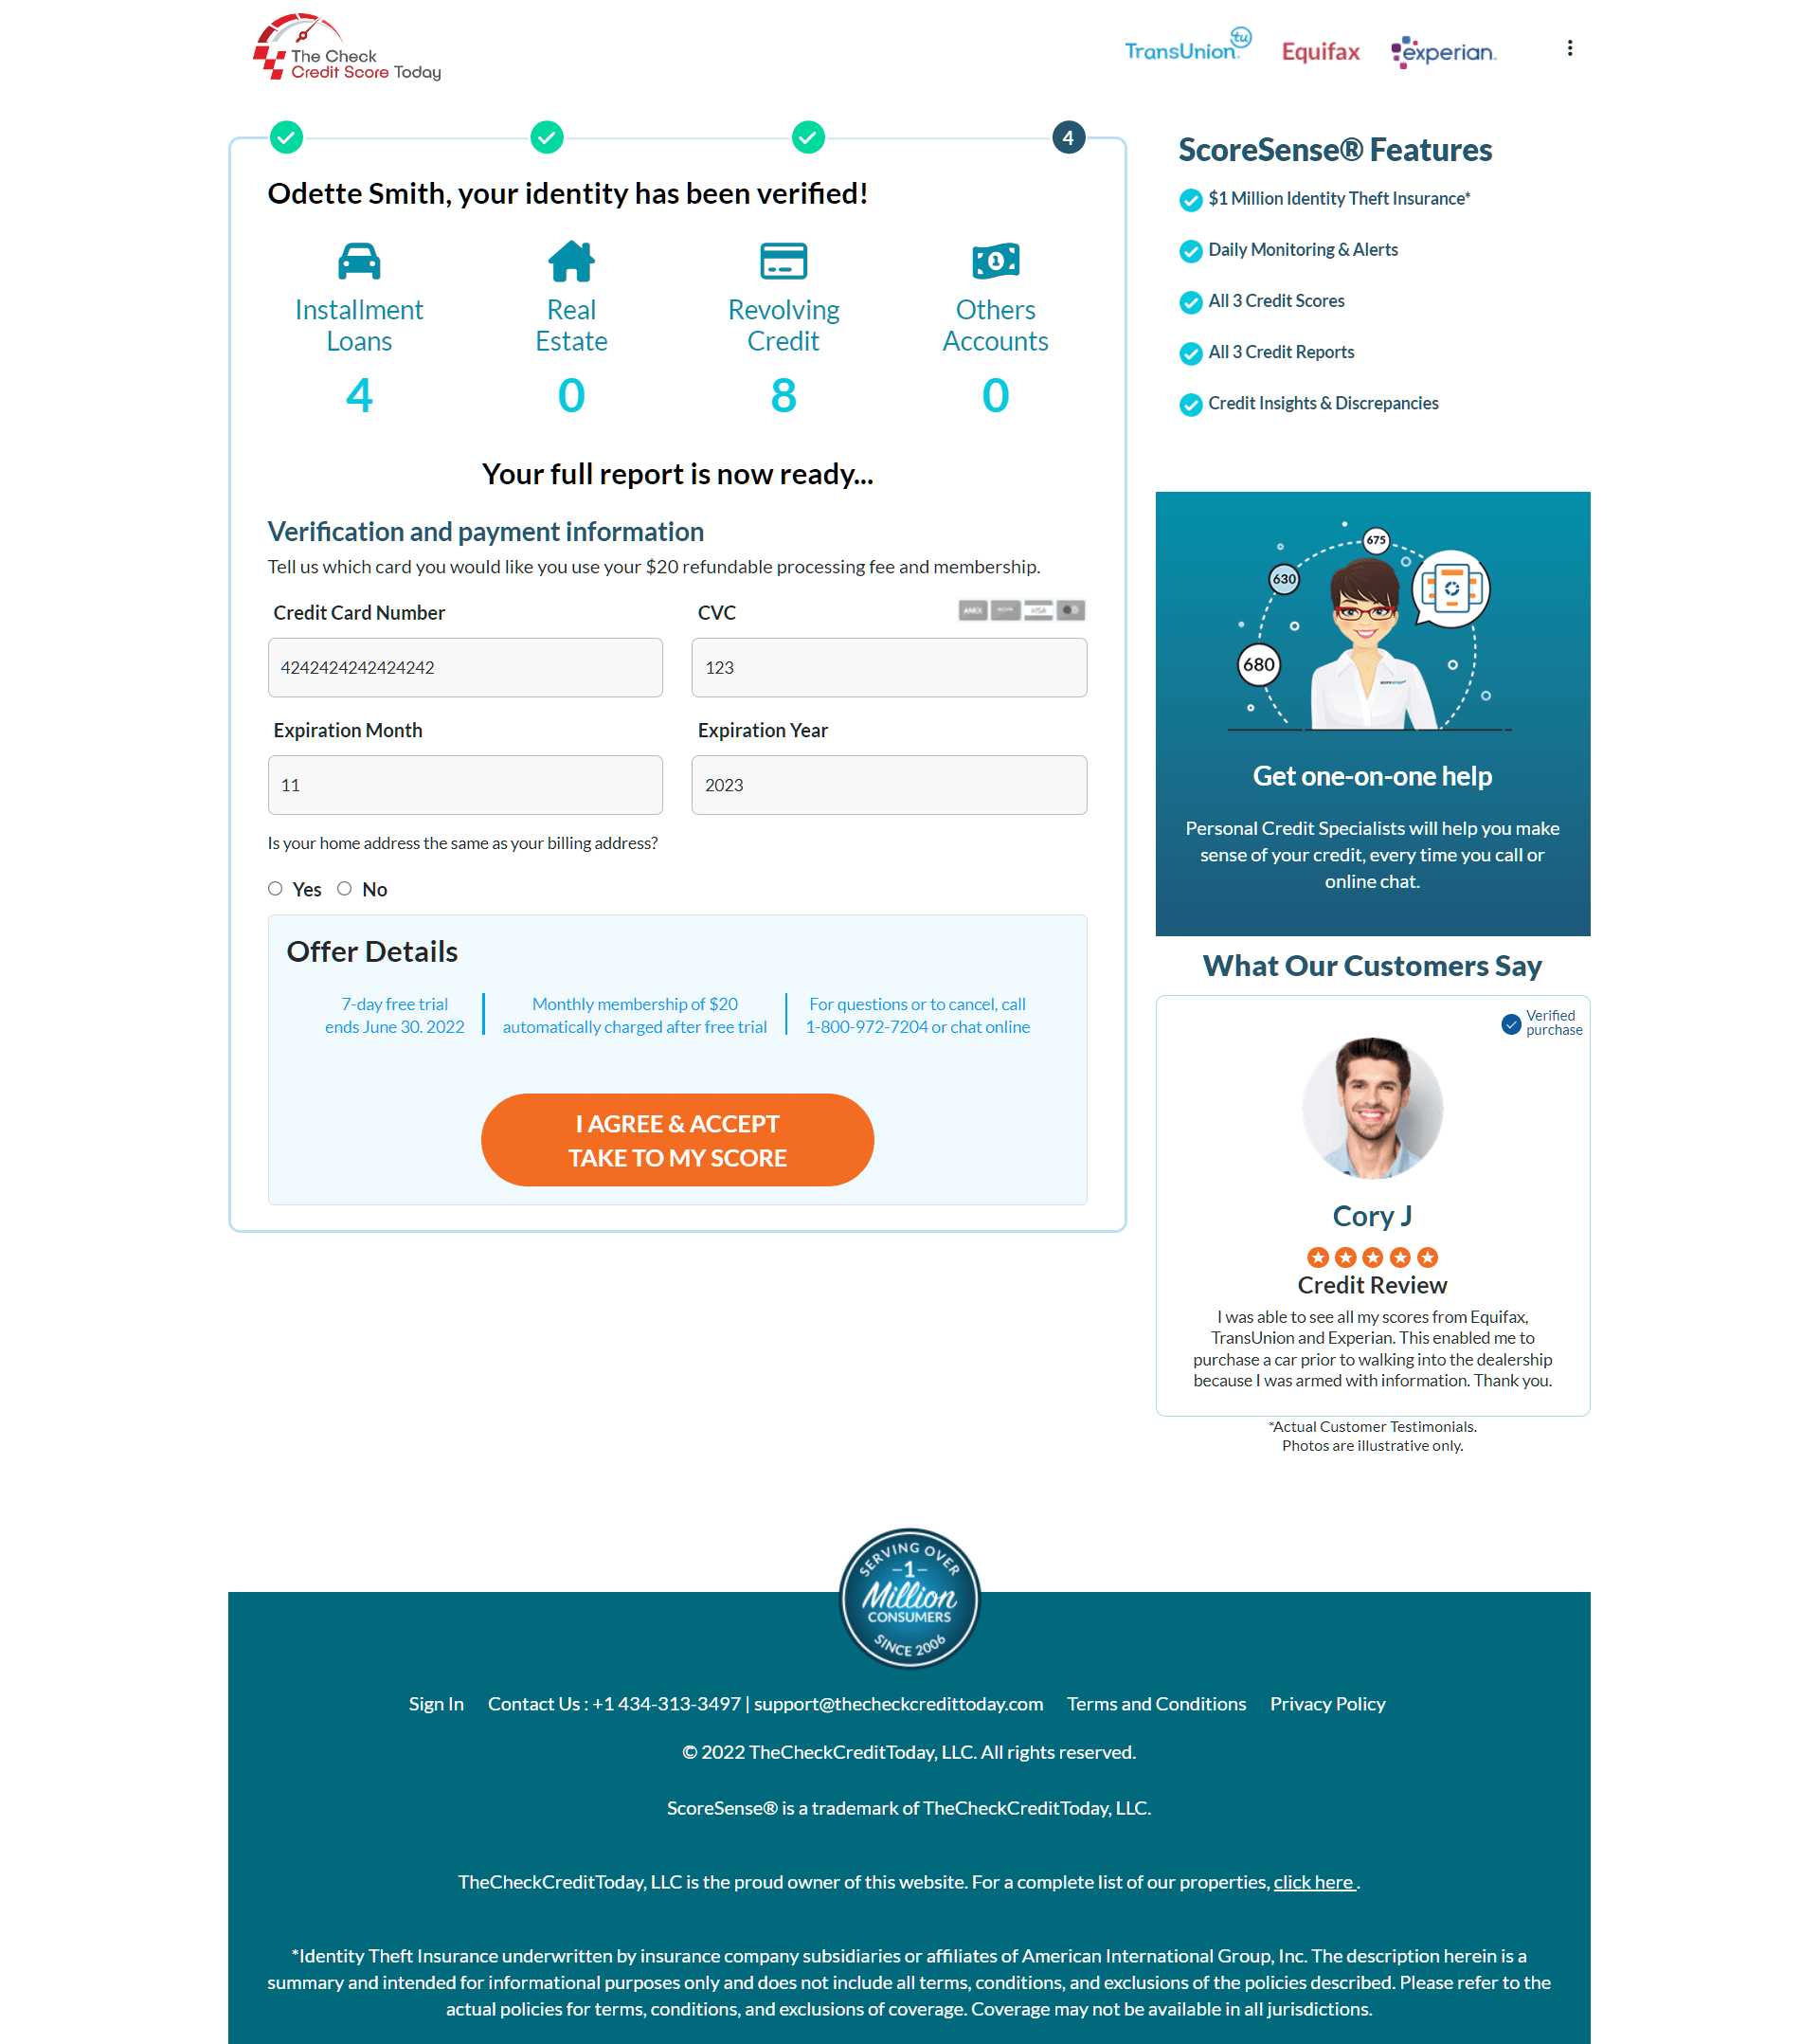 The Check
Credit Score Today
TransUnion
tu
Equifax
experian.
4
Odette Smith, your identity has been verified!
Installment
Loans
4
Real
Estate
0
Revolving
Credit
8
1
Others
Accounts
0
Your full report is now ready...
Verification and payment information
Tell us which card you would like you use your $20 refundable processing fee and membership.
Credit Card Number
CVC
VISA
4242424242424242
123
Expiration Month
Expiration Year
11
2023
Is your home address the same as your billing address?
Yes
No
Offer Details
7-day free trial
ends June 30. 2022
Monthly membership of $20
automatically charged after free trial
For questions or to cancel, call
1-800-972-7204 or chat online
I AGREE & ACCEPT
TAKE TO MY SCORE
ScoreSense® Features
$1 Million Identity Theft Insurance*
Daily Monitoring & Alerts
All 3 Credit Scores
All 3 Credit Reports
Credit Insights & Discrepancies
675
630
680
Get one-on-one help
Personal Credit Specialists will help you make
sense of your credit, every time you call or
online chat.
What Our Customers Say
Verified
purchase
Cory J
Credit Review
I was able to see all my scores from Equifax,
TransUnion and Experian. This enabled me to
purchase a car prior to walking into the dealership
because I was armed with information. Thank you.
*Actual Customer Testimonials.
Photos are illustrative only.
SERVING OVER
-1-
Million
CONSUMERS
SINCE 2006
Sign In
Contact Us : +1 434-313-3497 | support@thecheckcredittoday.com
Terms and Conditions
Privacy Policy
© 2022 TheCheckCreditToday, LLC. All rights reserved.
ScoreSense® is a trademark of TheCheckCreditToday, LLC.
TheCheckCreditToday, LLC is the proud owner of this website. For a complete list of our properties, click here .
*Identity Theft Insurance underwritten by insurance company subsidiaries or affiliates of American International Group, Inc. The description herein is a
summary and intended for informational purposes only and does not include all terms, conditions, and exclusions of the policies described. Please refer to the
actual policies for terms, conditions, and exclusions of coverage. Coverage may not be available in all jurisdictions.